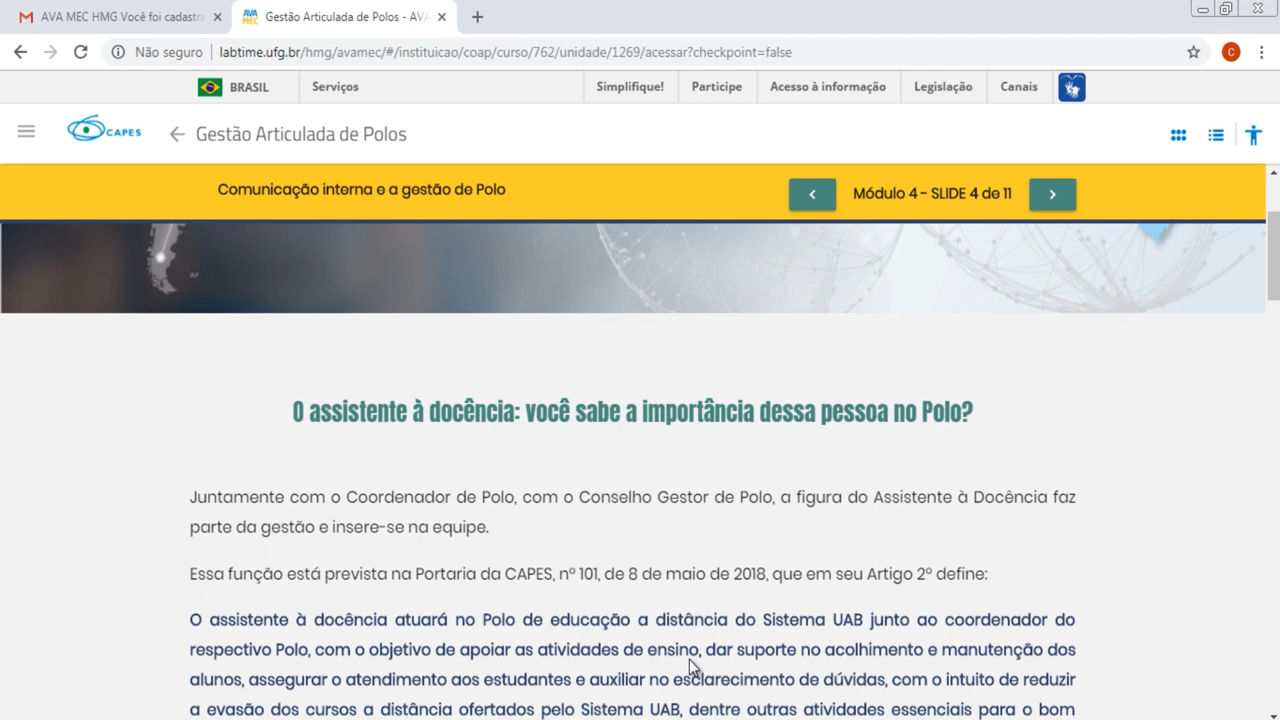 AVA MEC HMG Você foi cadastra
Gestão Articulada de Polos - AVA
Não seguro
labtime.ufg.br/hmg/avamec/#/instituicao/coap/curso/762/unidade/1269/acessar?checkpoint=false
C
BRASIL
Serviços
Simplifique!
Participe
Acesso à informação
Legislação
Canais
CAPES
Gestão Articulada de Polos
Comunicação interna e a gestão de Polo
Módulo 4 - SLIDE 4 de 11
O assistente à docência: você sabe a importância dessa pessoa no Polo?
Juntamente com o Coordenador de Polo, com o Conselho Gestor de Polo, a figura do Assistente à Docência faz
parte da gestão e insere-se na equipe.
Essa função está prevista na Portaria da CAPES, nº 101, de 8 de maio de 2018, que em seu Artigo 2º define:
O assistente à docência atuará no Polo de educação a distância do Sistema UAB junto ao coordenador do
respectivo Polo, com o objetivo de apoiar as atividades de ensino, dar suporte no acolhimento e manutenção dos
alunos, assegurar o atendimento aos estudantes e auxiliar no esclarecimento de dúvidas, com o intuito de reduzir
a evasão dos cursos a distância ofertados pelo Sistema UAB, dentre outras atividades essenciais para o bom